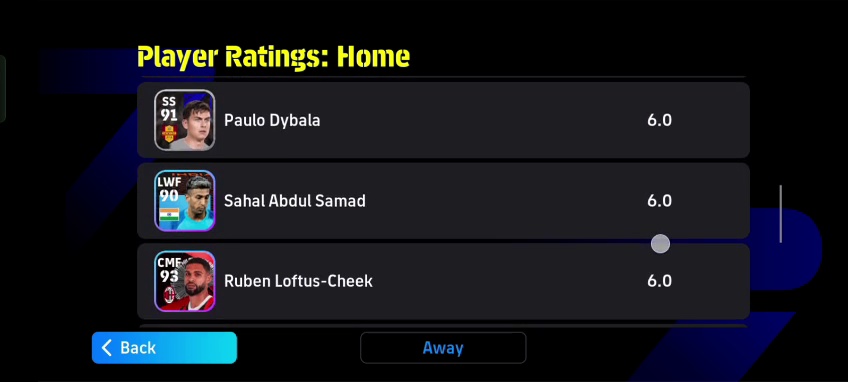 Player Ratings: Home
SS
91
Paulo Dybala
6.0
LWF
90
Sahal Abdul Samad
6.0
CMF
93
Ruben Loftus-Cheek
6.0
Back
Away